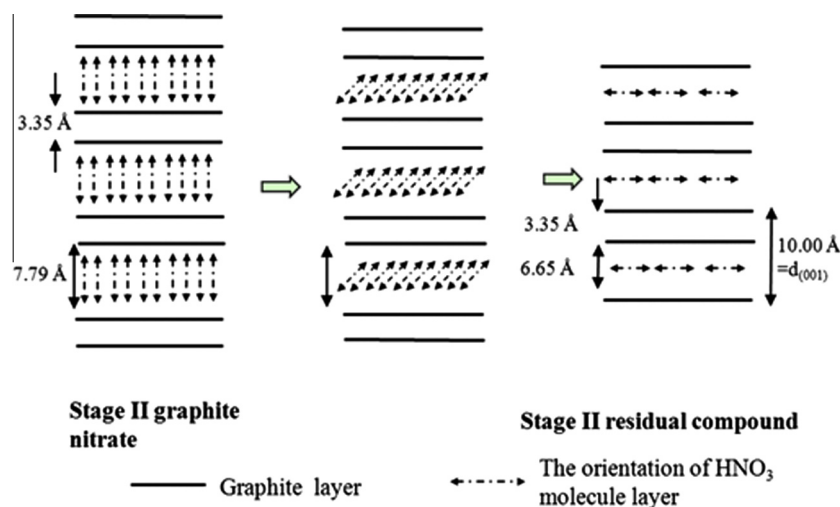 3.35 Å
7.79 Å
3.35 Å
6.65 Å
10.00 Å
=d(001)
Stage II graphite
nitrate
Stage II residual compound
Graphite layer
The orientation of HNO3
molecule layer